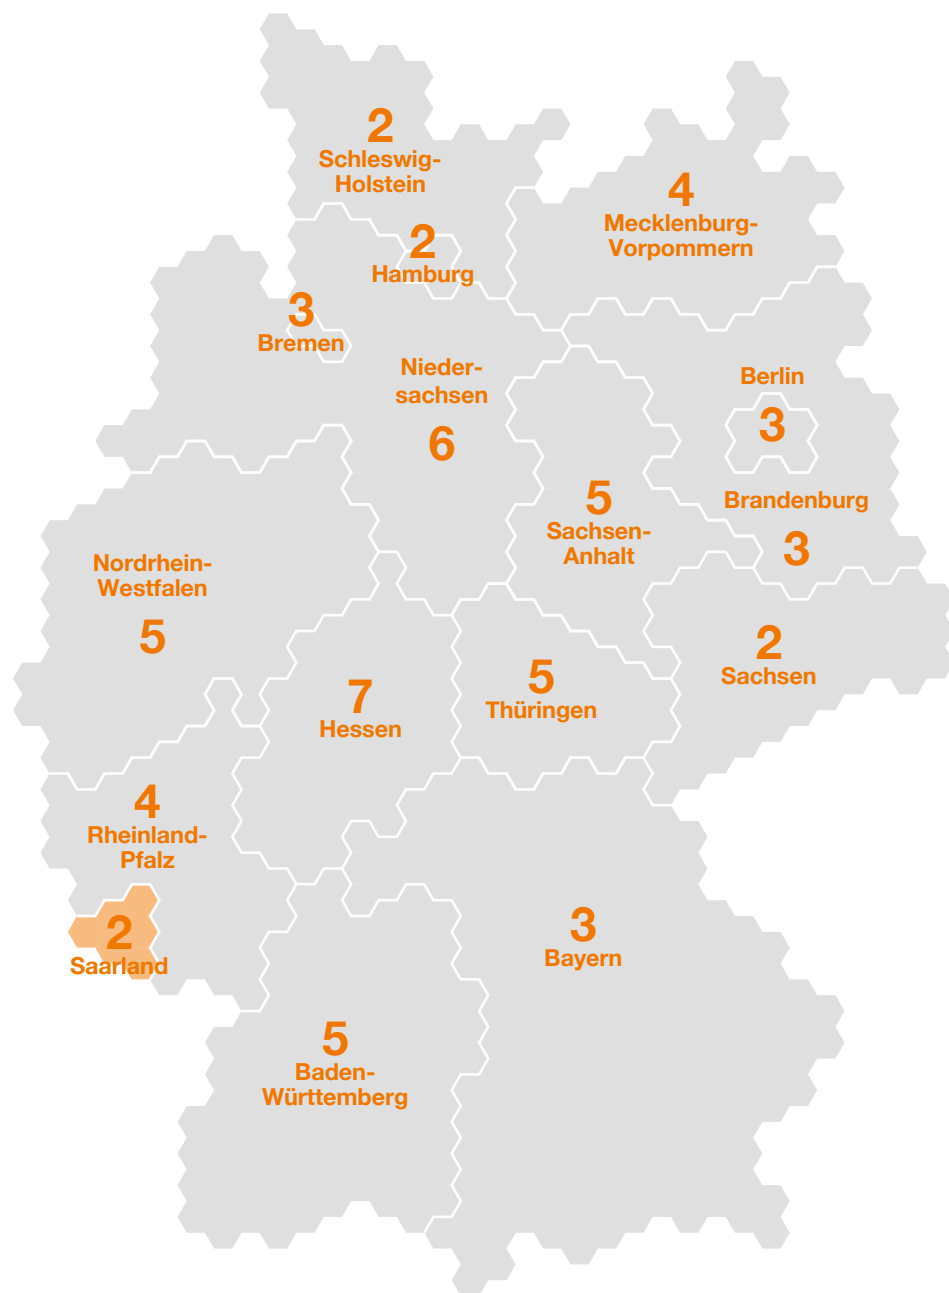 2
Schleswig-
Holstein
4
Mecklenburg-
Vorpommern
2
Hamburg
3
Bremen
Nieder-
sachsen
6
Berlin
3
Brandenburg
3
5
Sachsen-
Anhalt
Nordrhein-
Westfalen
5
2
Sachsen
7
Hessen
5
Thüringen
4
Rheinland-
Pfalz
2
Saarland
3
Bayern
5
Baden-
Württemberg